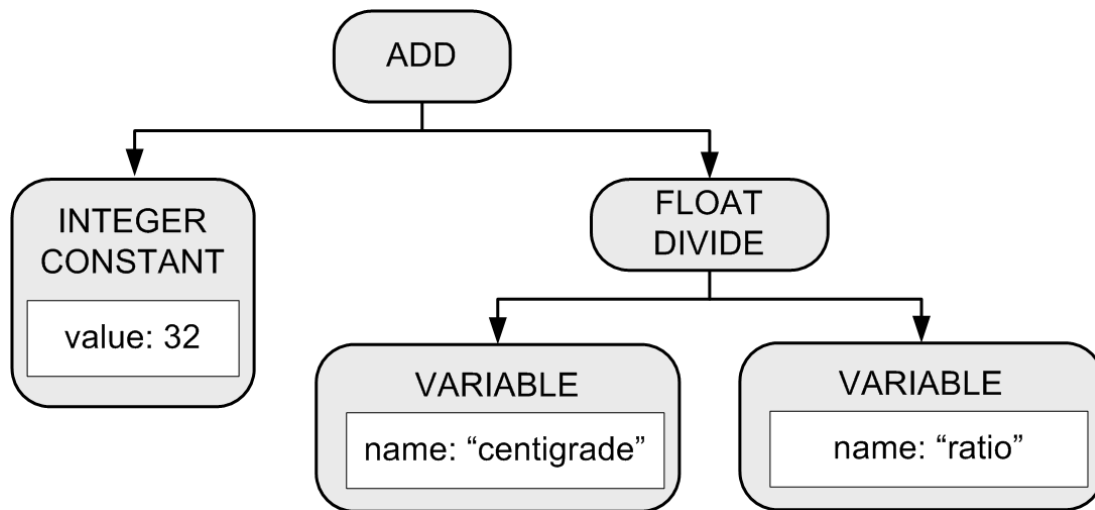 ADD
INTEGER
CONSTANT
value: 32
FLOAT
DIVIDE
VARIABLE
name: “centigrade”
VARIABLE
name: “ratio”